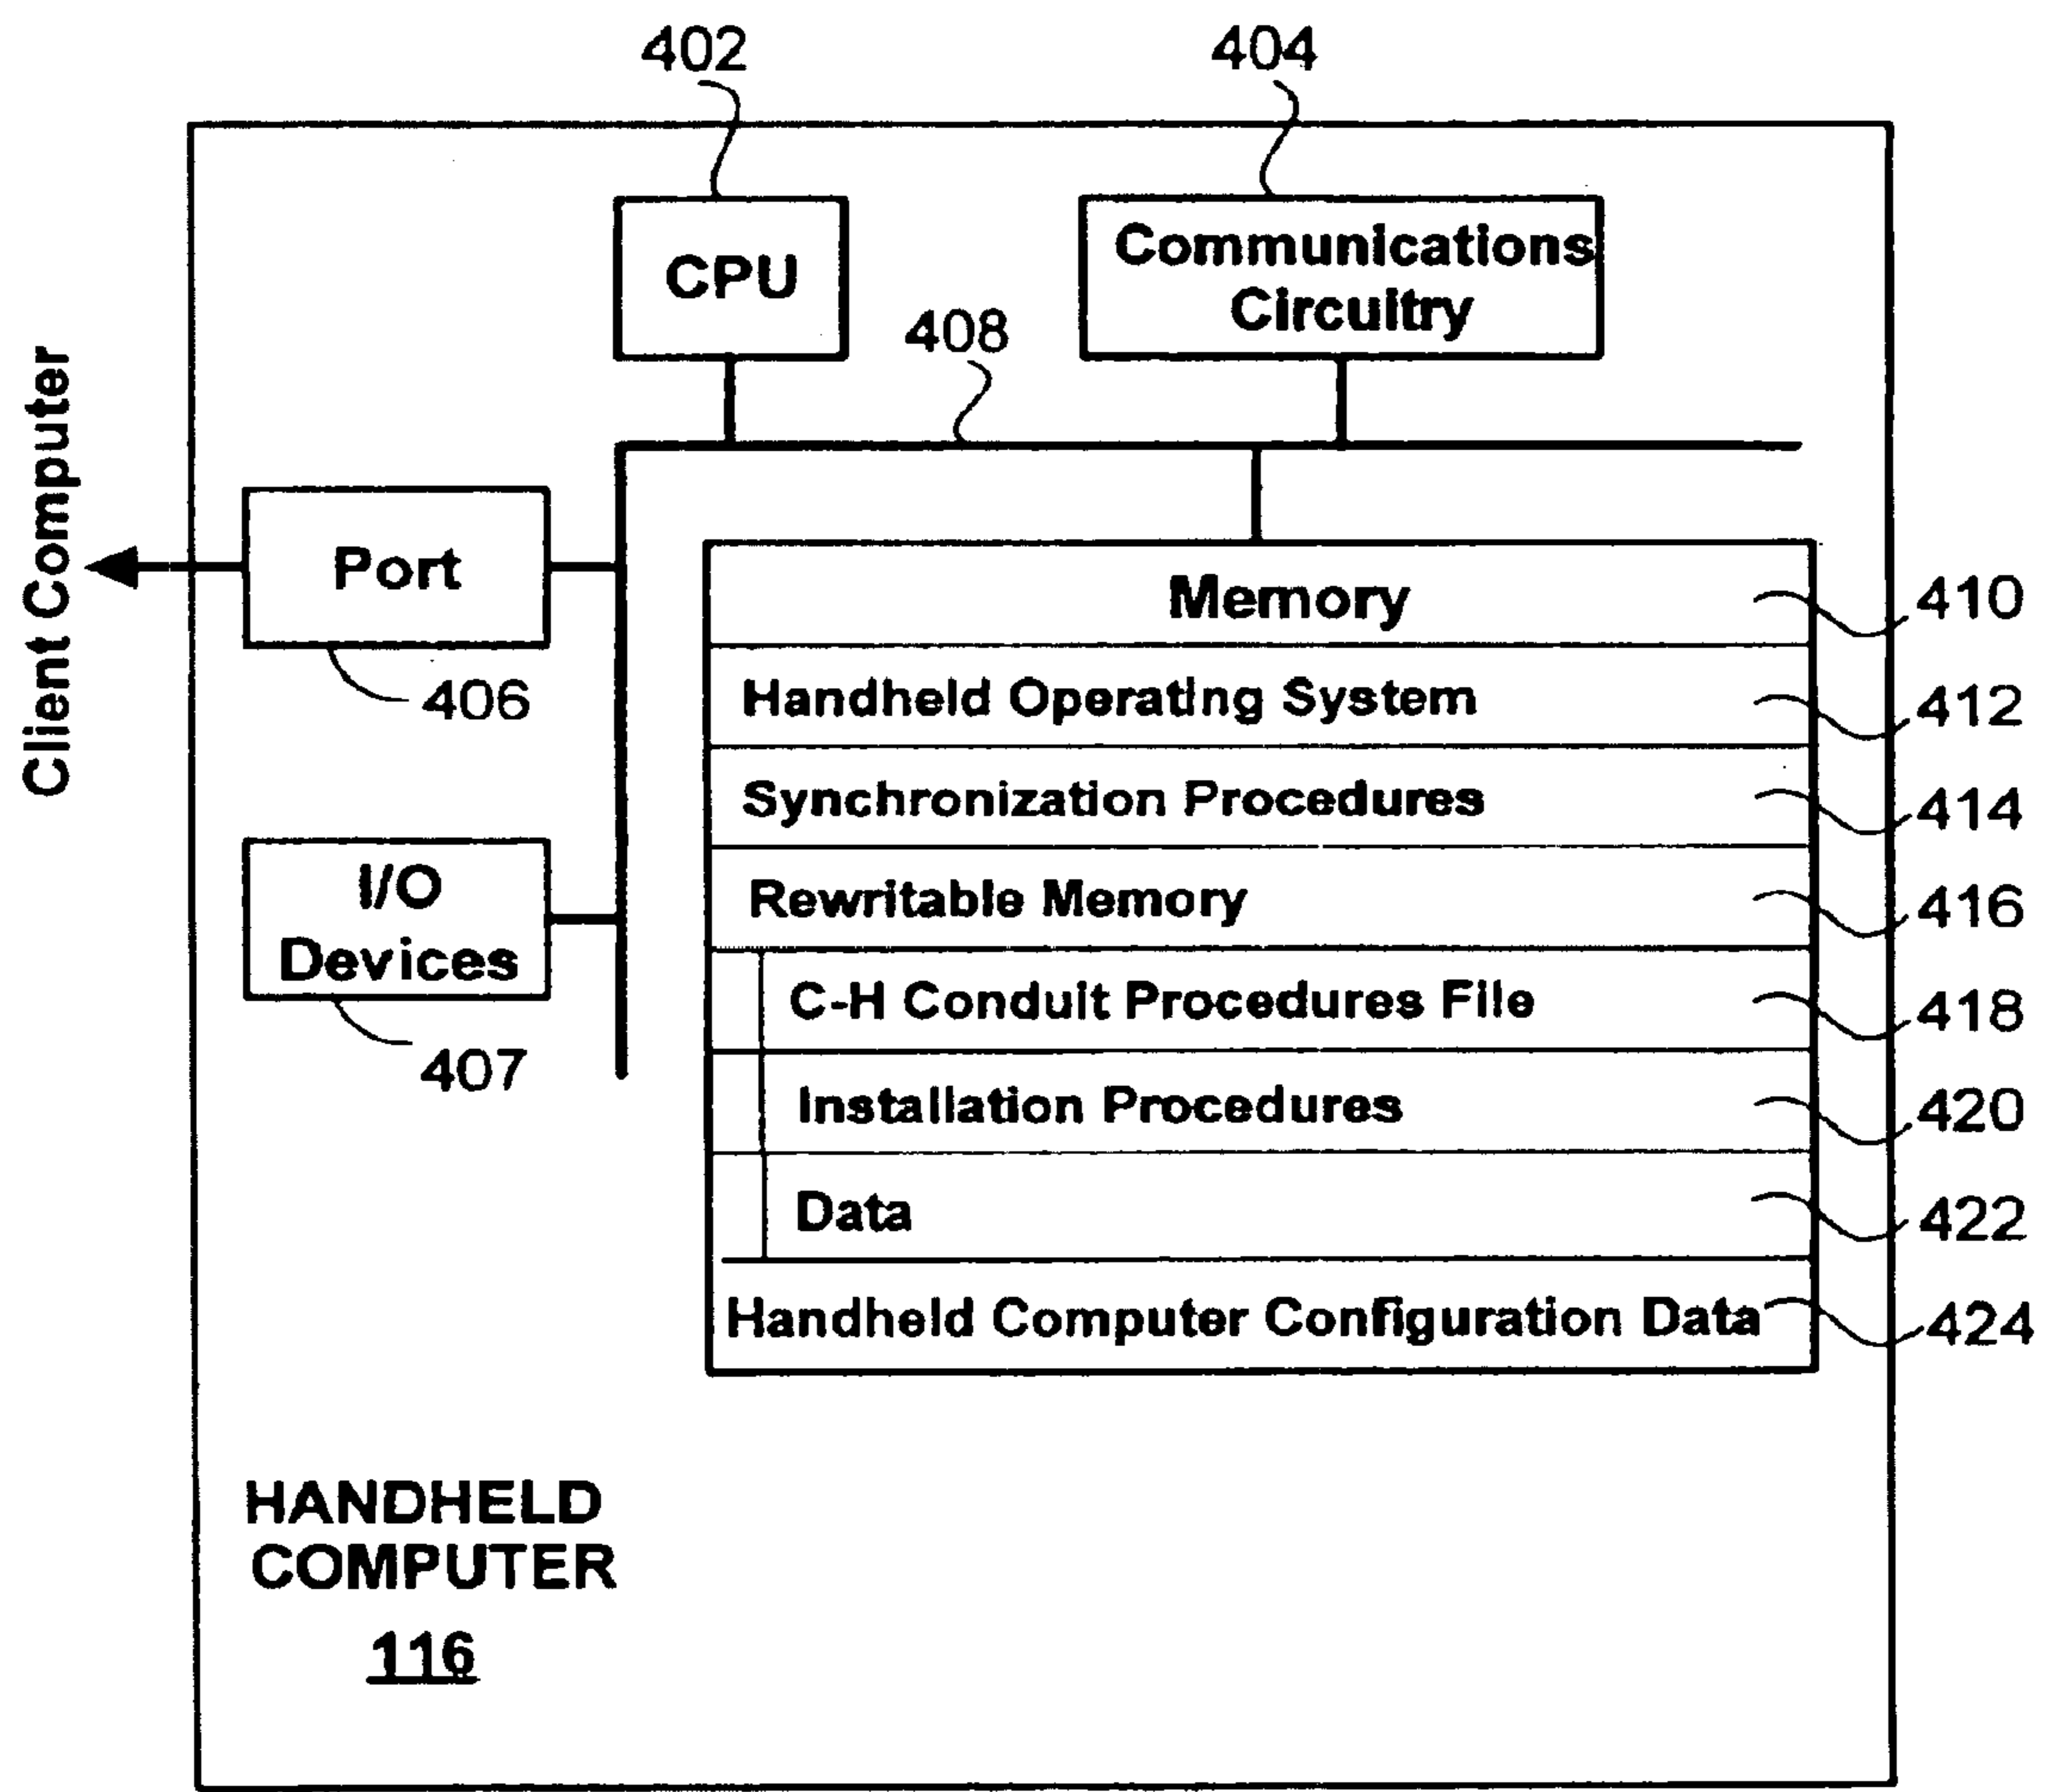 402
404
CPU
Communications
Circuitry
408
Client Computer
Port
406
I/O
Devices
407
Memory
410
Handheld Operating System
412
Synchronization Procedures
414
Rewritable Memory
416
C-H Conduit Procedures File
418
Installation Procedures
420
Data
422
Handheld Computer Configuration Data
424
HANDHELD
COMPUTER
116